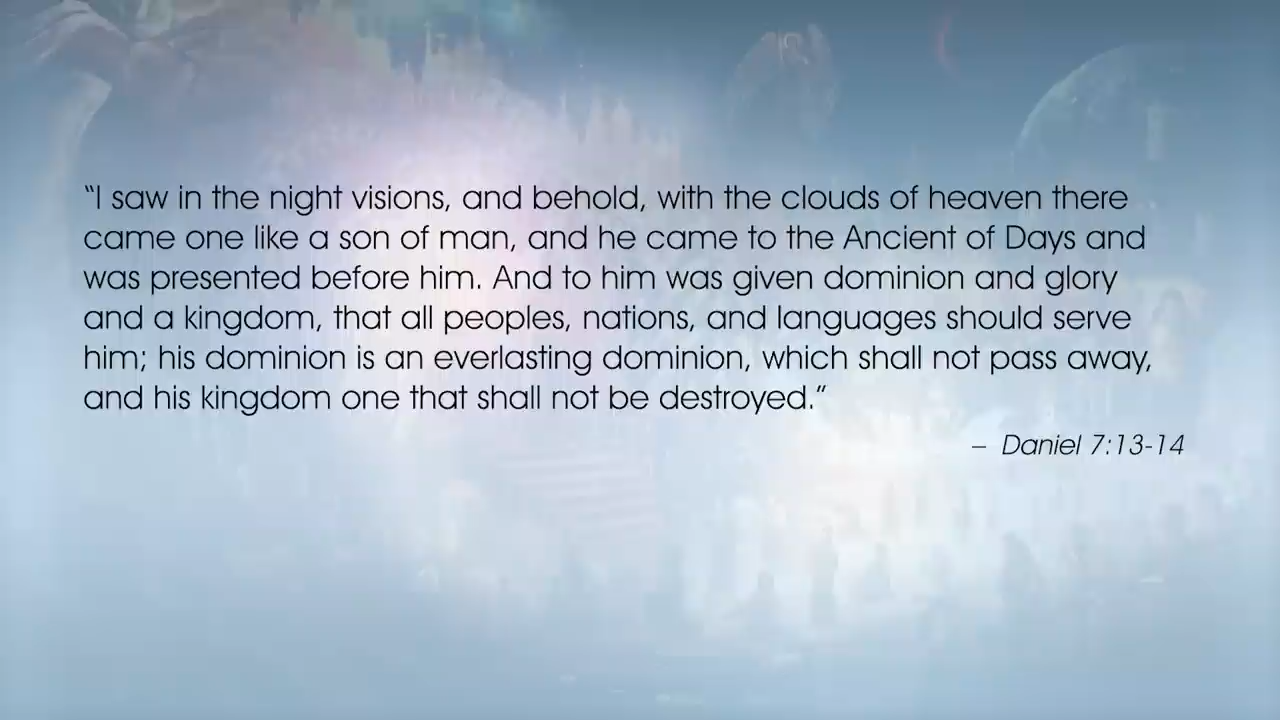 “I saw in the night visions, and behold, with the clouds of heaven there
came one like a son of man, and he came to the Ancient of Days and
was presented before him. And to him was given dominion and glory
and a kingdom, that all peoples, nations, and languages should serve
him; his dominion is an everlasting dominion, which shall not pass away,
and his kingdom one that shall not be destroyed.”
– Daniel 7:13-14